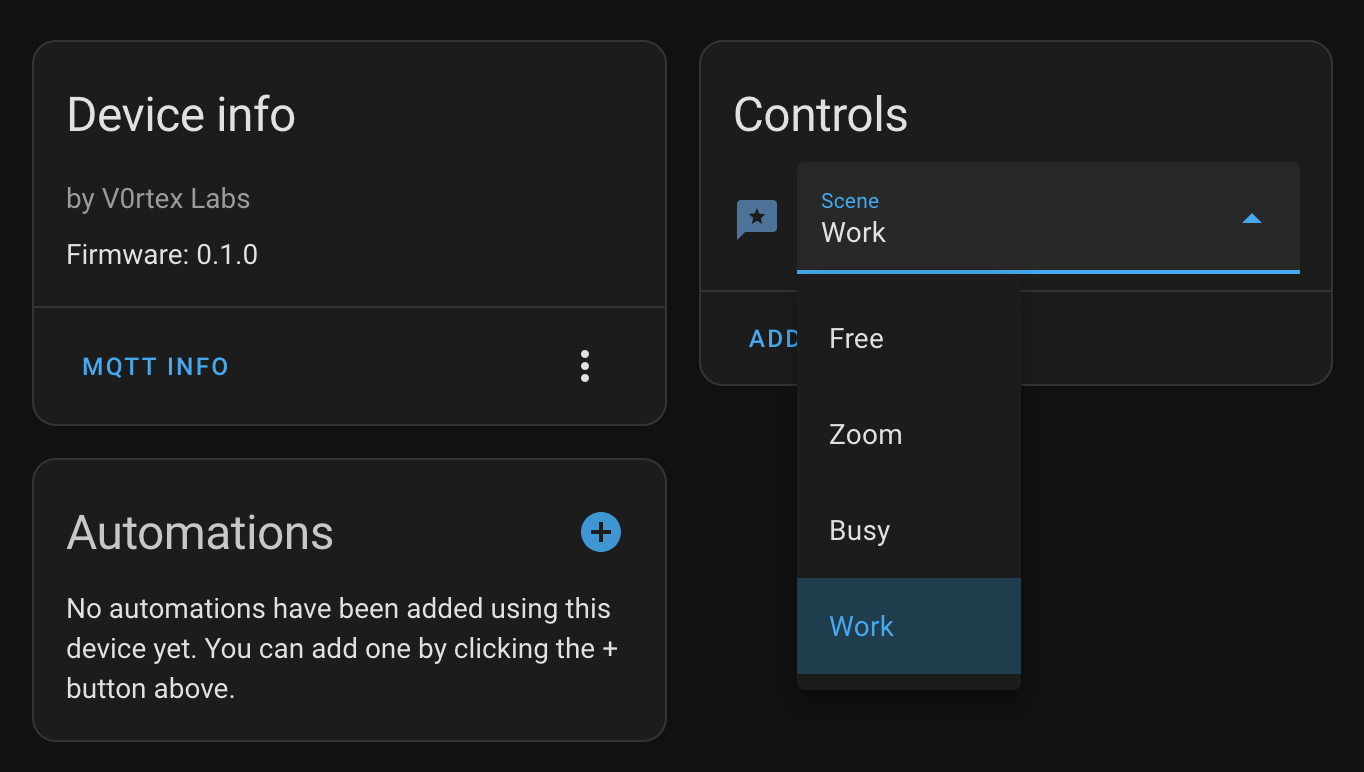 Device info
by V0rtex Labs
Firmware: 0.1.0
MQTT INFO
Automations
No automations have been added using this
device yet. You can add one by clicking the +
button above.
Controls
Scene
Work
ADD
Free
Zoom
Busy
Work